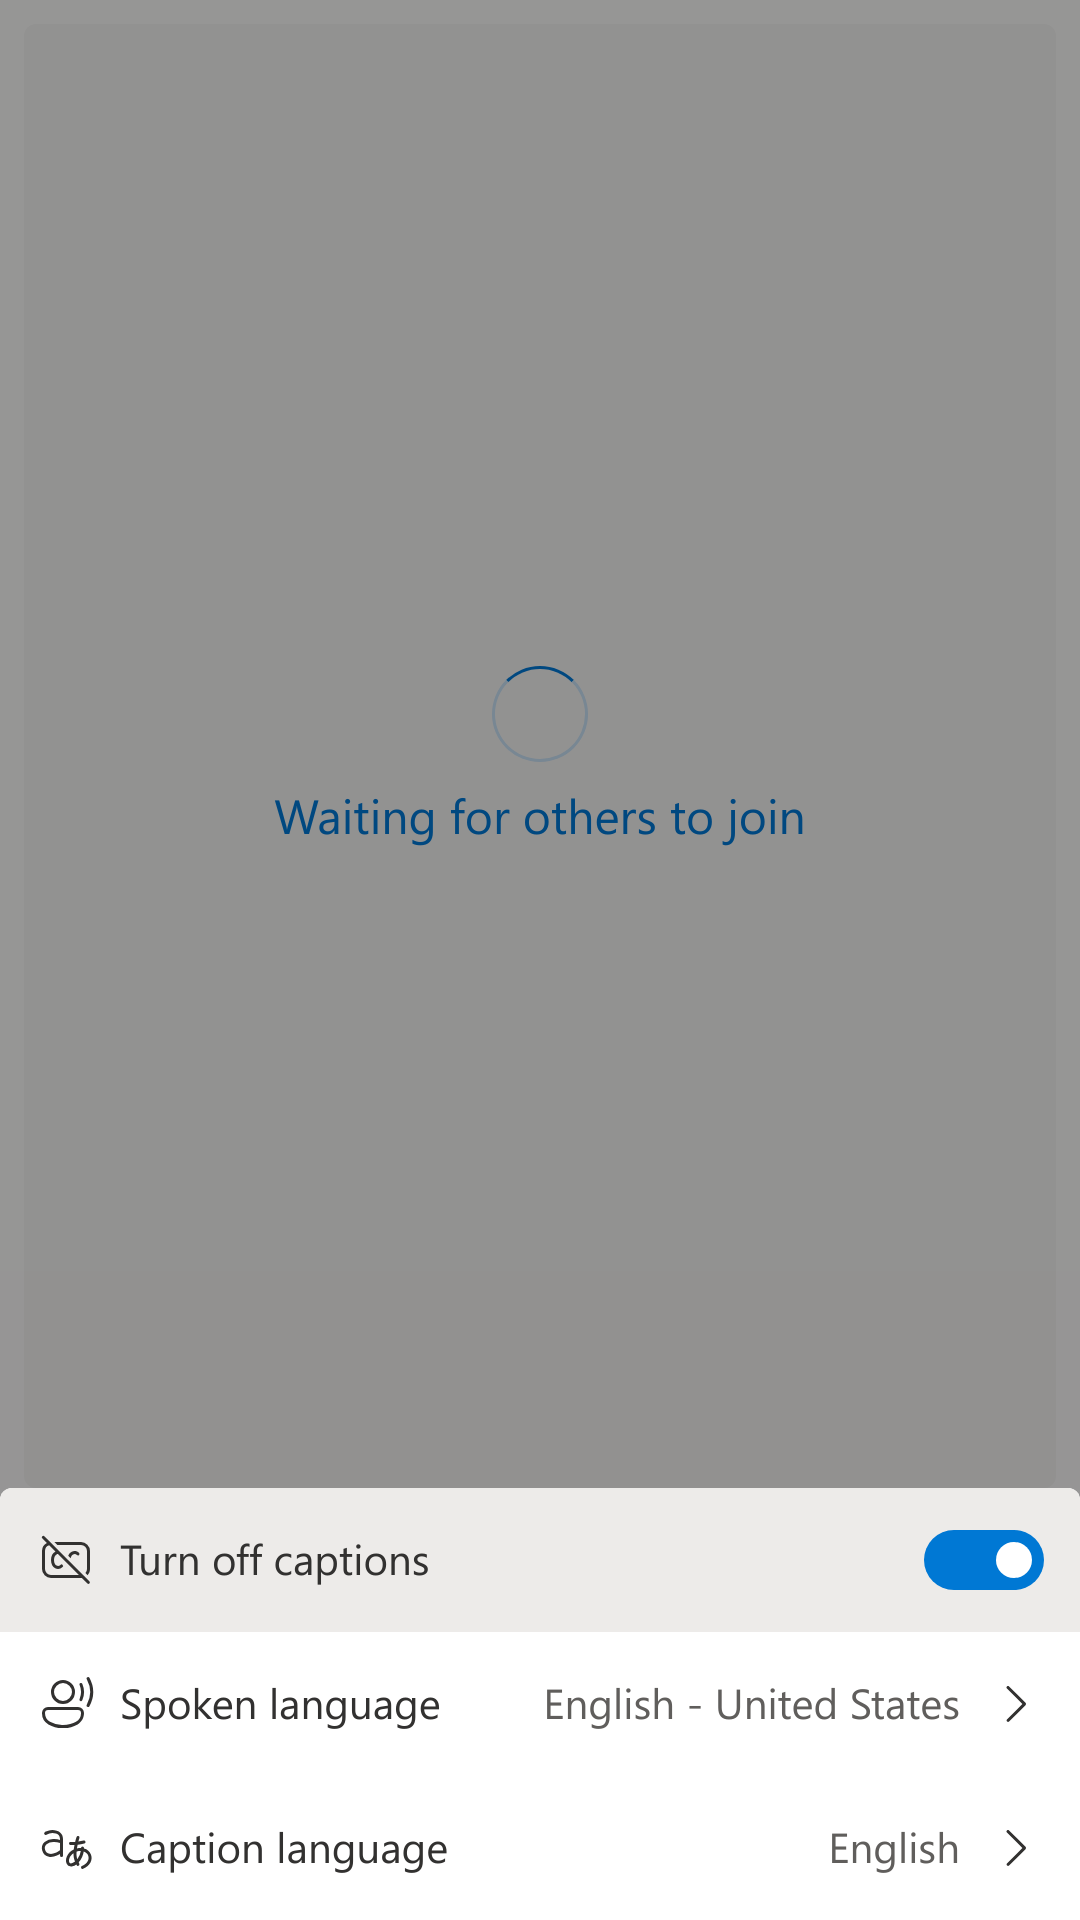 Waiting for others to join
Turn off captions
Spoken language English - United States
Caption language English